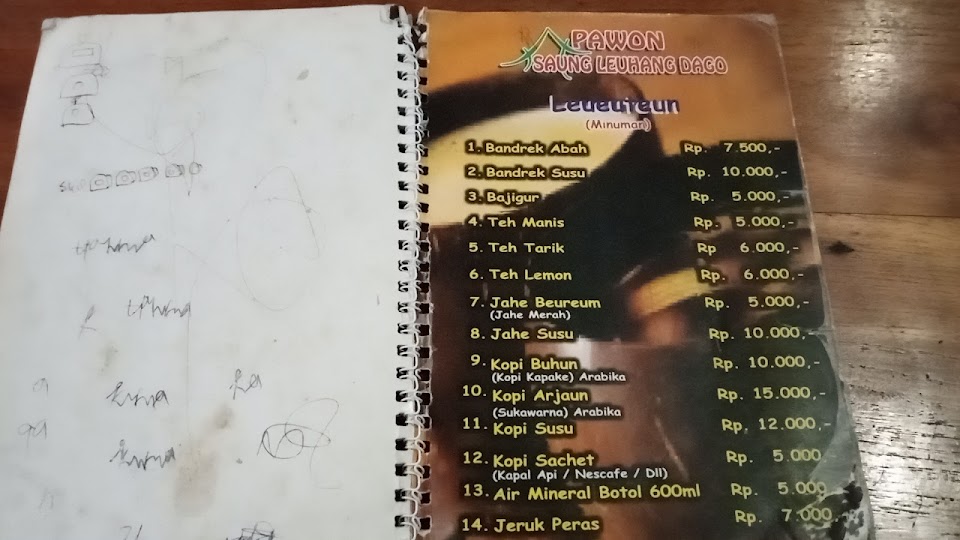 PAWON
SAUNG LEUHANG DAGO
Leueuteun
(Minuman)
1. Bandrek Abah Rp. 7.500,-
2. Bandrek Susu Rp. 10.000,-
3. Bajigur Rp. 5.000,-
4. Teh Manis Rp. 5.000,-
5. Teh Tarik Rp 6.000,-
6. Teh Lemon Rp. 6.000,-
7. Jahe Beureum Rp. 5.000,-
(Jahe Merah)
8. Jahe Susu Rp. 10.000,-
9. Kopi Buhun Rp. 10.000,-
(Kopi Kapake) Arabika
10. Kopi Arjaun Rp. 15.000,-
(Sukawarna) Arabika
11. Kopi Susu Rp. 12.000,-
12. Kopi Sachet Rp. 5.000,-
(Kapal Api / Nescafe / Dll)
13. Air Mineral Botol 600ml Rp. 5.000
14. Jeruk Peras Rp. 7.000,-